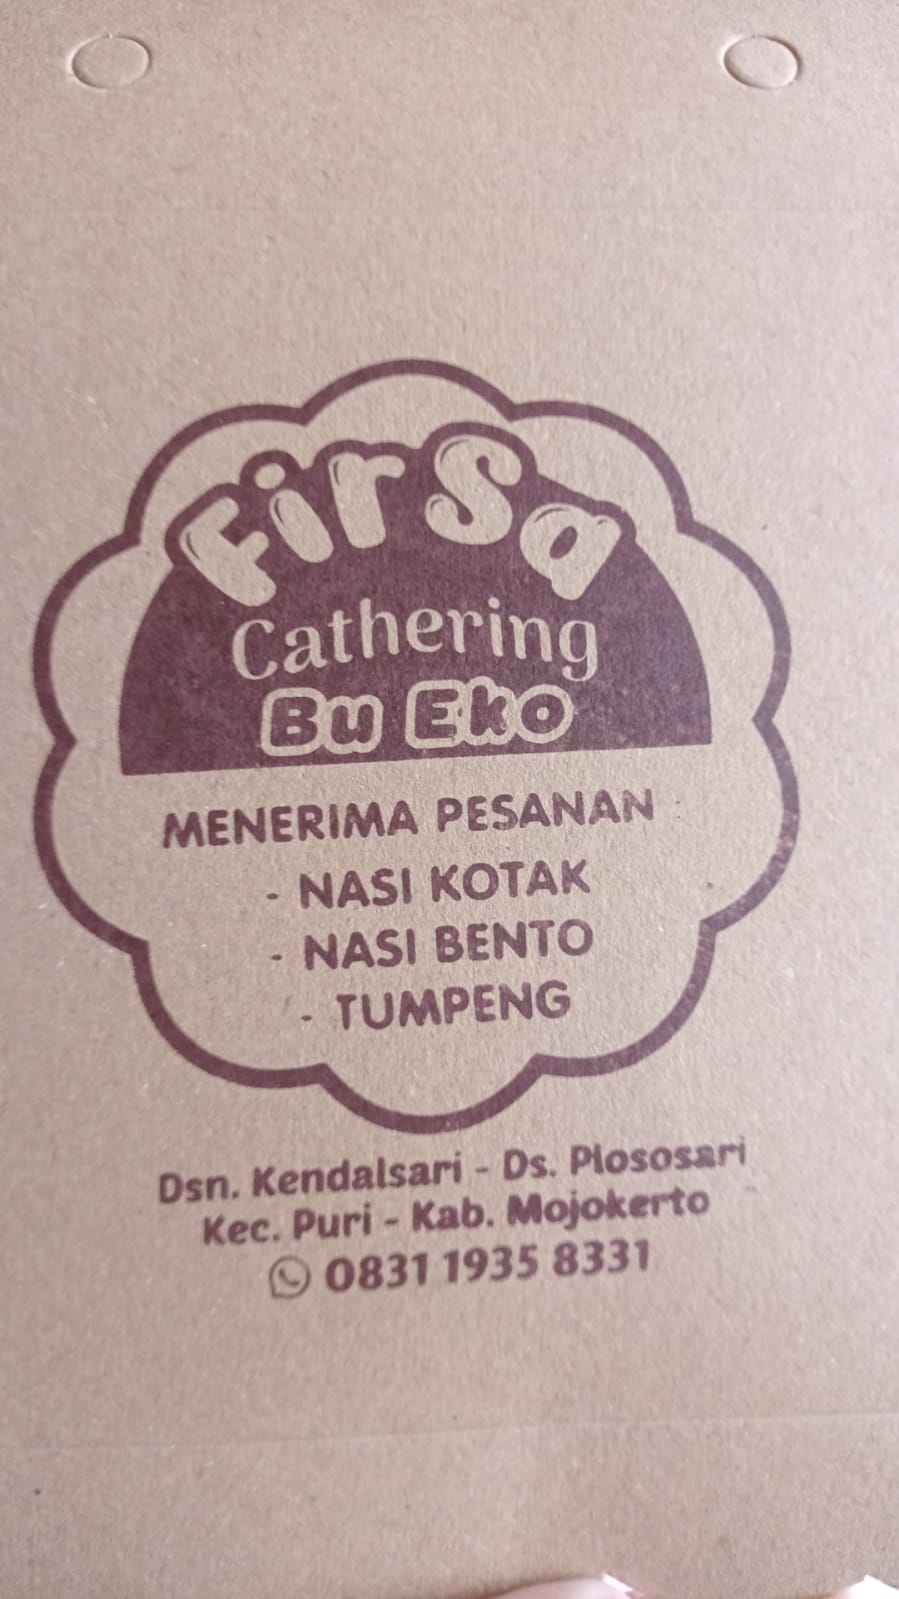 Firsa
Cathering
Bu Eko
MENERIMA PESANAN
- NASI KOTAK
- NASI BENTO
- TUMPENG
Dsn. Kendalsari - Ds. Plososari
Kec. Puri - Kab. Mojokerto
0831 1935 8331